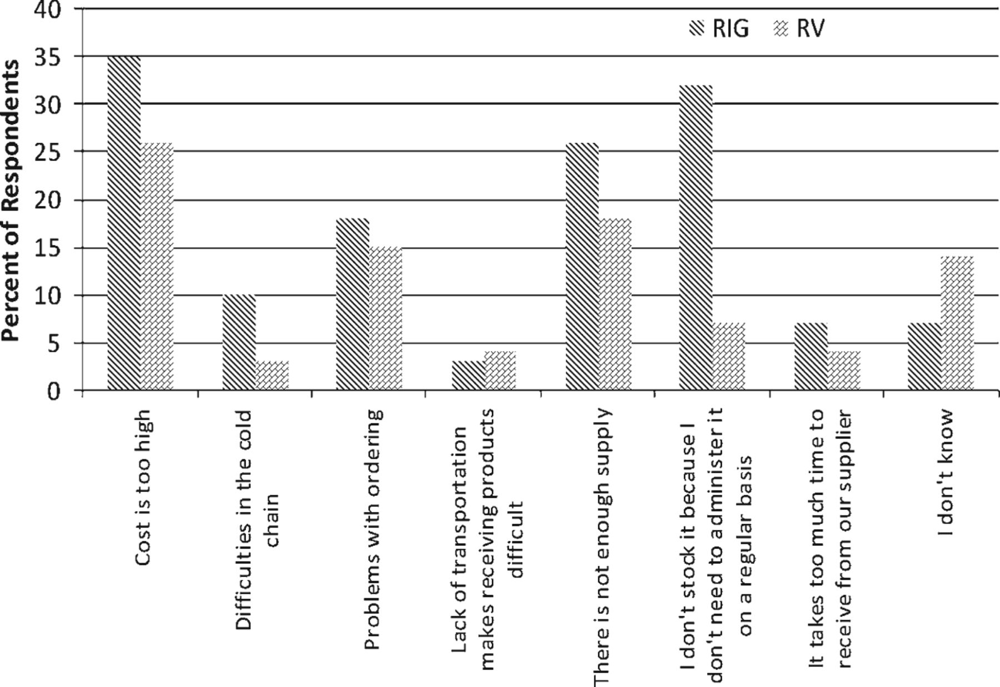 40
RIG RV
35
30
25
20
15
10
5
0
Percent of Respondents
Cost is too high
Difficulties in the cold
chain
Problems with ordering
Lack of transportation
makes receiving products
difficult
There is not enough supply
I don't stock it because I
don't need to administer it
on a regular basis
It takes too much time to
receive from our supplier
I don't know